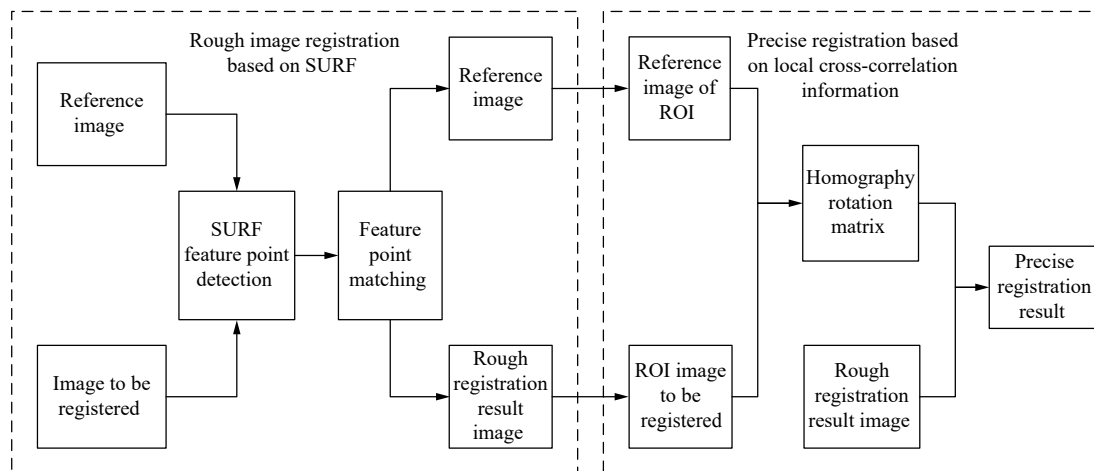 Rough image registration
based on SURF
Reference
image
Image to be
registered
SURF
feature point
detection
Feature
point
matching
Reference
image
Rough
registration
result
image
Precise registration based
on local cross-correlation
information
Reference
image of
ROI
ROI image
to be
registered
Homography
rotation
matrix
Rough
registration
result image
Precise
registration
result